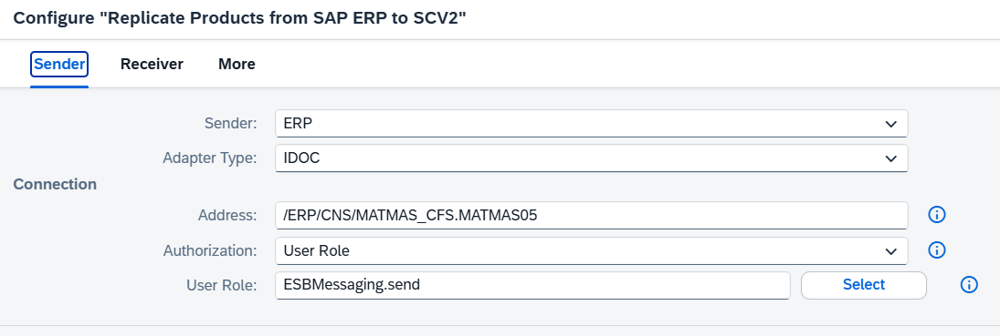 Configure "Replicate Products from SAP ERP to SCV2"
Sender Receiver More
Sender: ERP
Adapter Type: IDOC
Connection
Address: /ERP/CNS/MATMAS_CFS.MATMAS05
Authorization: User Role
User Role: ESBMessaging.send Select